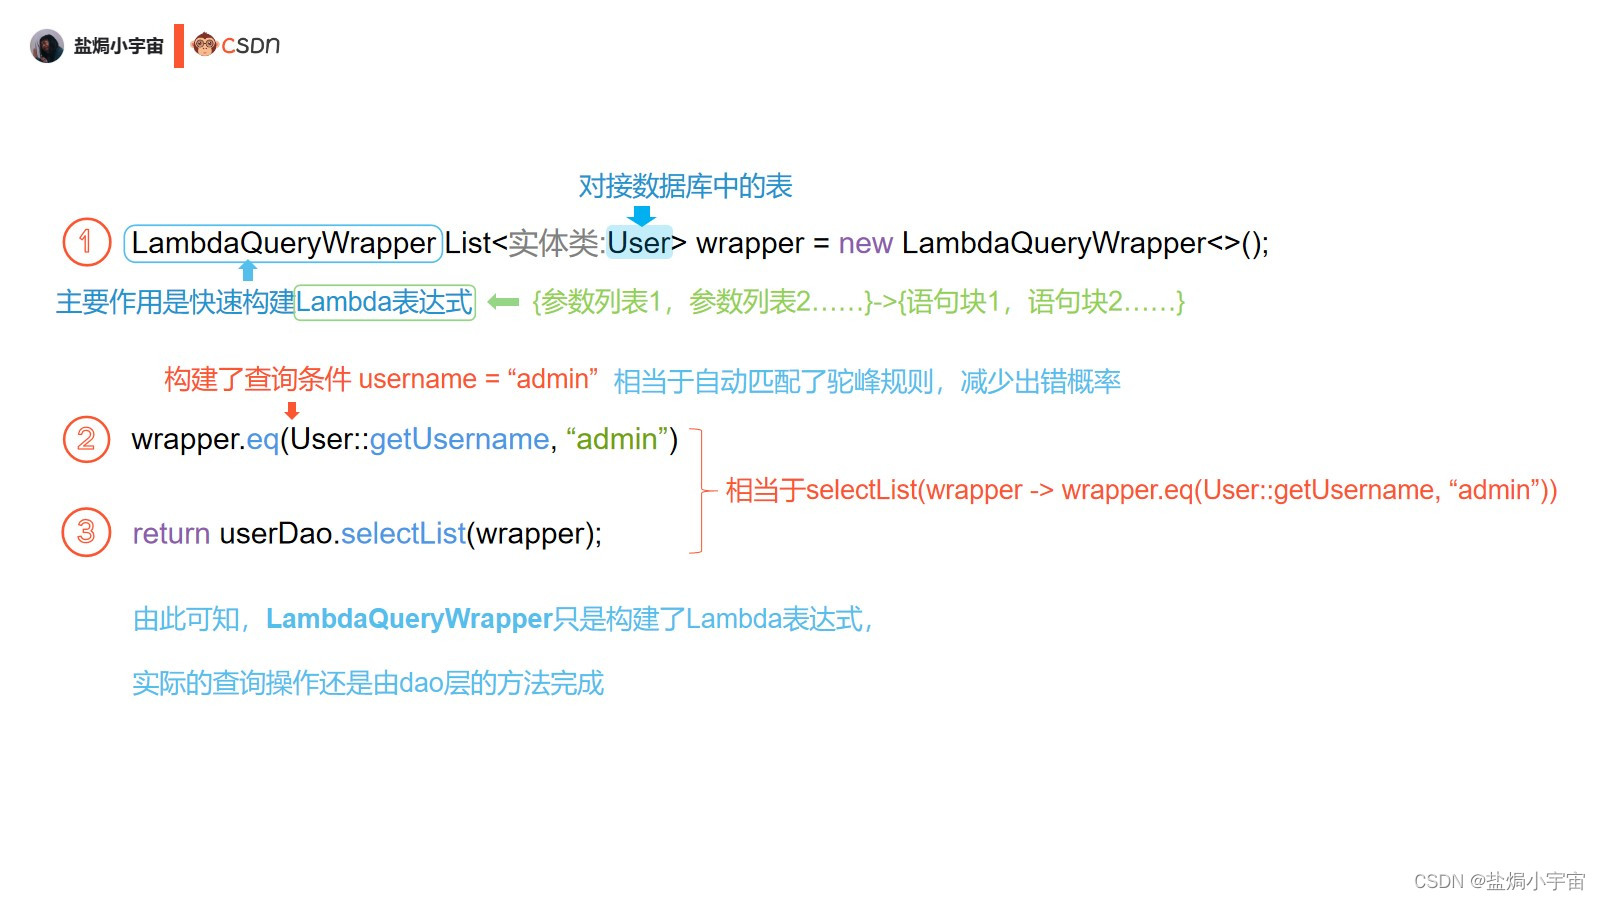 盐焗小宇宙 CSDN
对接数据库中的表
① LambdaQueryWrapper List<实体类:User> wrapper = new LambdaQueryWrapper<>();
主要作用是快速构建Lambda表达式 {参数列表1，参数列表2……}->{语句块1，语句块2……}
构建了查询条件 username = “admin” 相当于自动匹配了驼峰规则，减少出错概率
② wrapper.eq(User::getUsername, “admin”)
相当于selectList(wrapper -> wrapper.eq(User::getUsername, “admin”))
③ return userDao.selectList(wrapper);
由此可知，LambdaQueryWrapper只是构建了Lambda表达式，
实际的查询操作还是由dao层的方法完成
CSDN @盐焗小宇宙